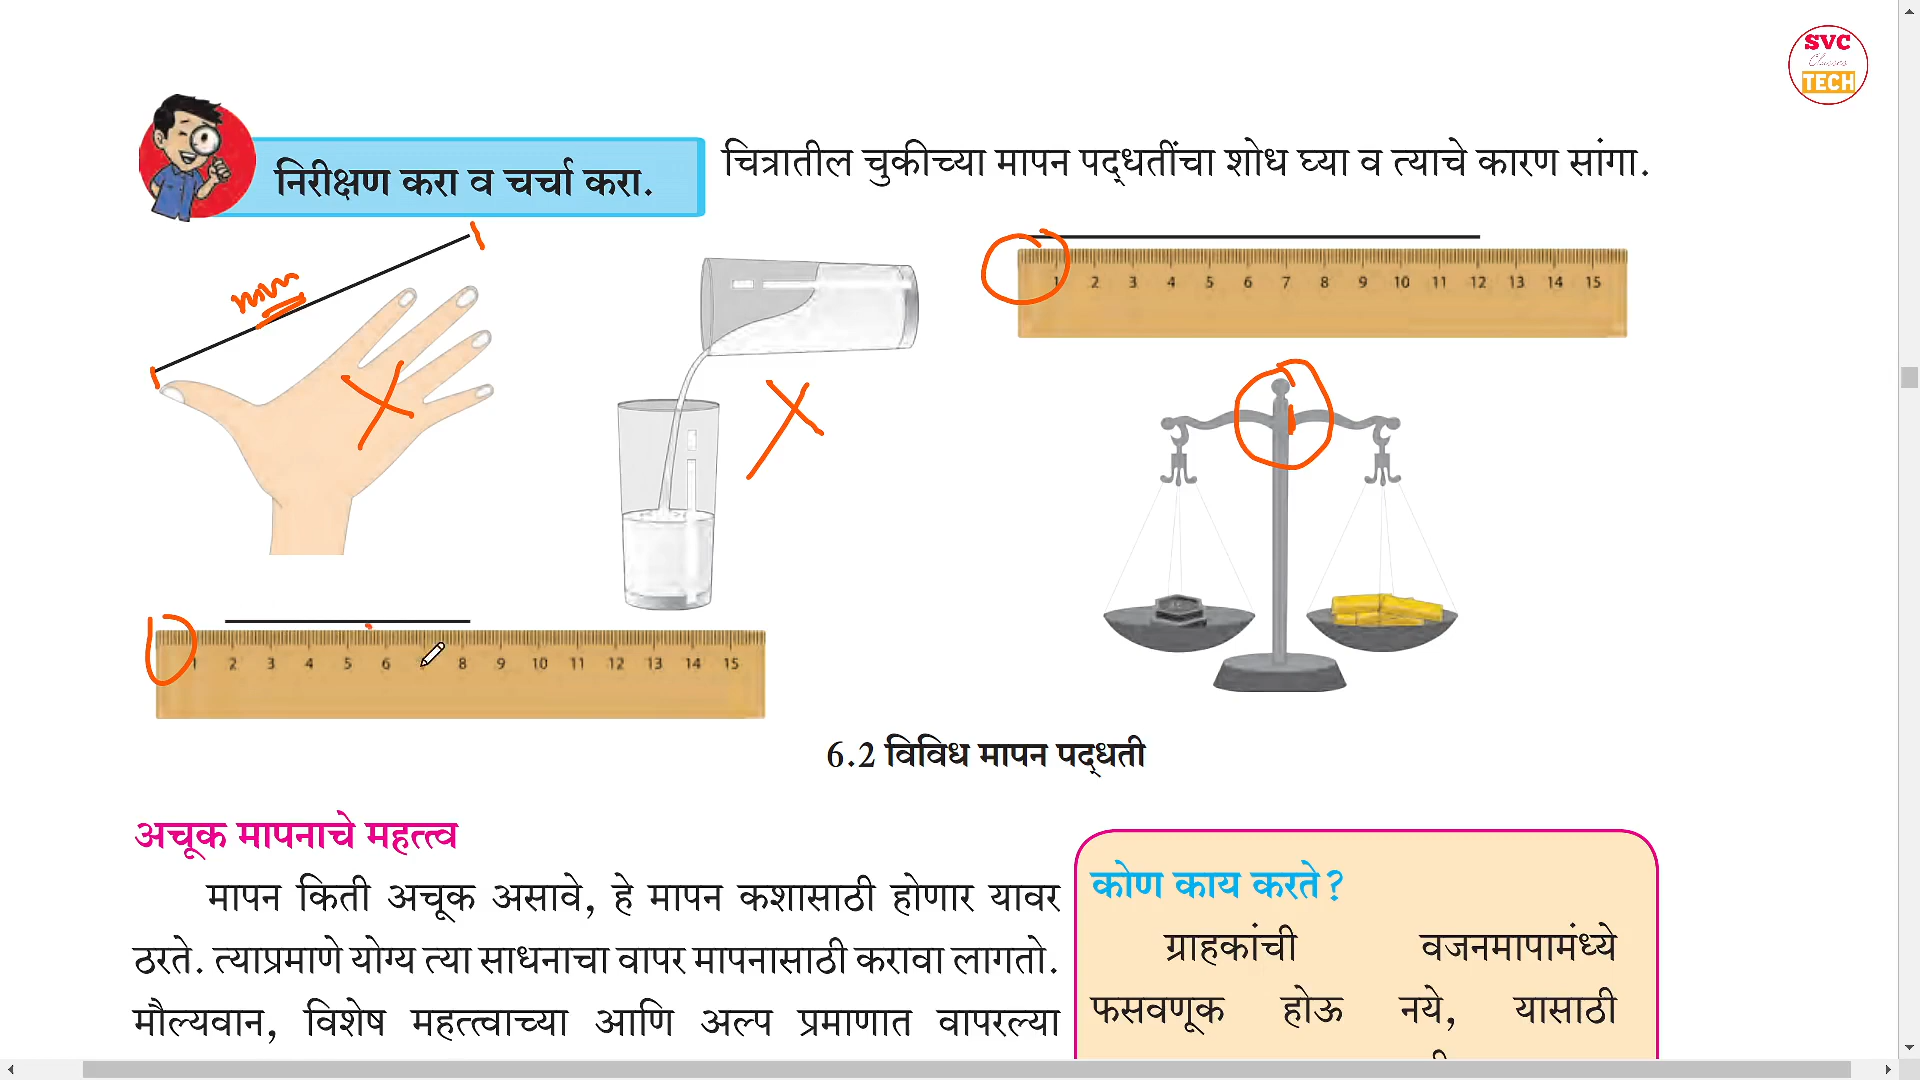 SVC
Classes
TECH
निरीक्षण करा व चर्चा करा.
चित्रातील चुकीच्या मापन पद्धतींचा शोध घ्या व त्याचे कारण सांगा.
1 2 3 4 5 6 7 8 9 10 11 12 13 14 15
1 2 3 4 5 6 8 9 10 11 12 13 14 15
6.2 विविध मापन पद्धती
अचूक मापनाचे महत्त्व
मापन किती अचूक असावे, हे मापन कशासाठी होणार यावर
ठरते. त्याप्रमाणे योग्य त्या साधनाचा वापर मापनासाठी करावा लागतो.
मौल्यवान, विशेष महत्त्वाच्या आणि अल्प प्रमाणात वापरल्या
कोण काय करते?
ग्राहकांची वजनमापामंध्ये
फसवणूक होऊ नये, यासाठी